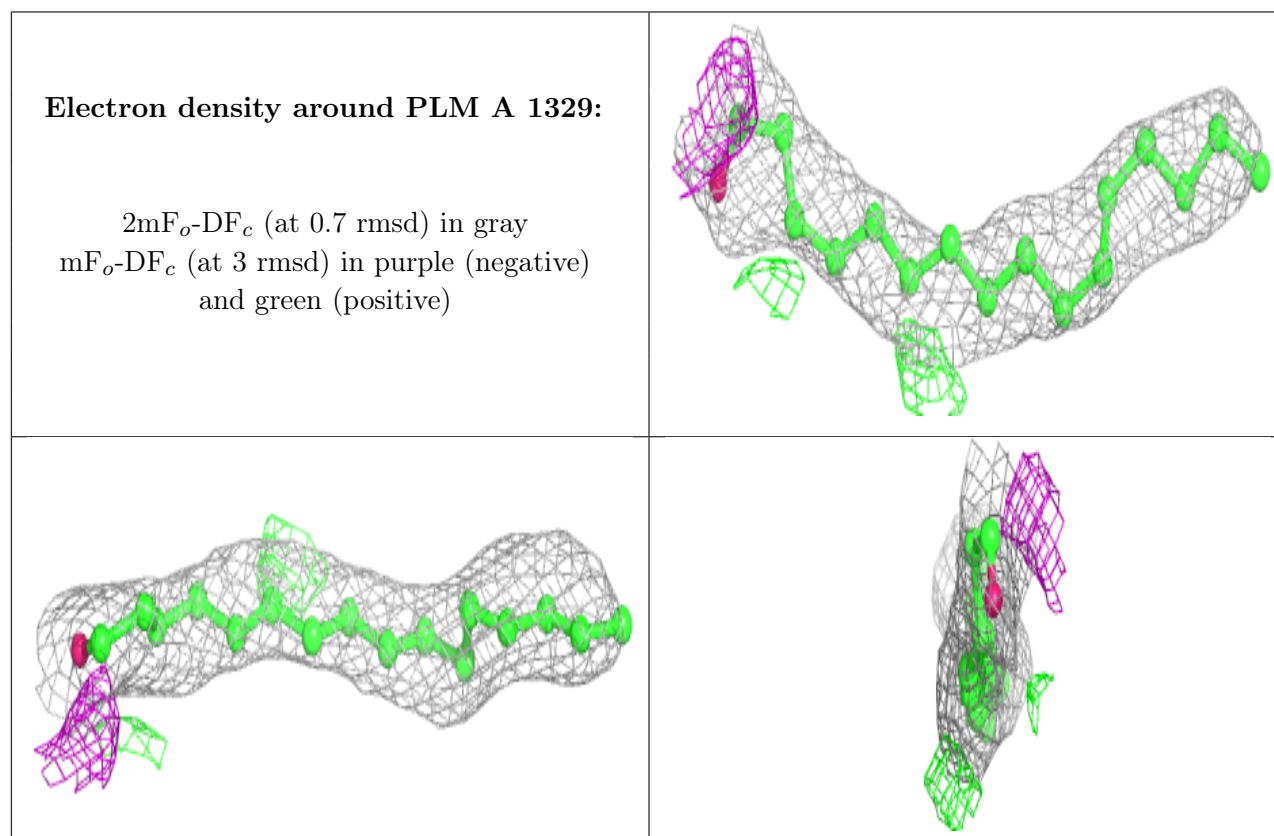 Electron density around PLM A 1329:
2mFo-DFc (at 0.7 rmsd) in gray
mFo-DFc (at 3 rmsd) in purple (negative)
and green (positive)